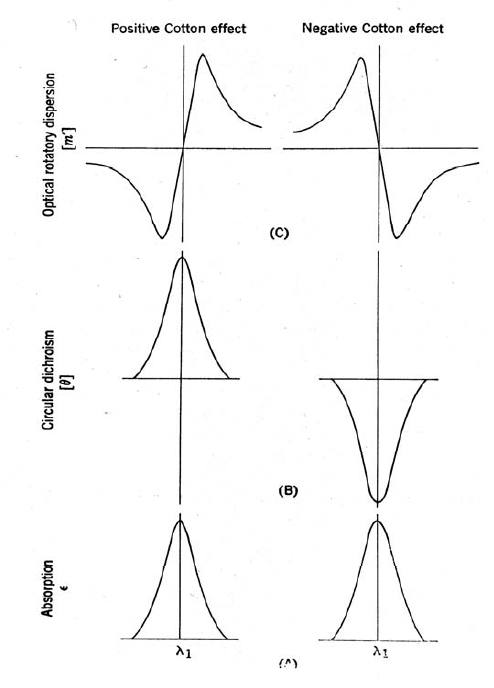 Positive Cotton effect
Negative Cotton effect
Optical rotatory dispersion
[m']
(C)
Circular dichroism
[θ]
(B)
Absorption
ϵ
λ1
λ1
(A)